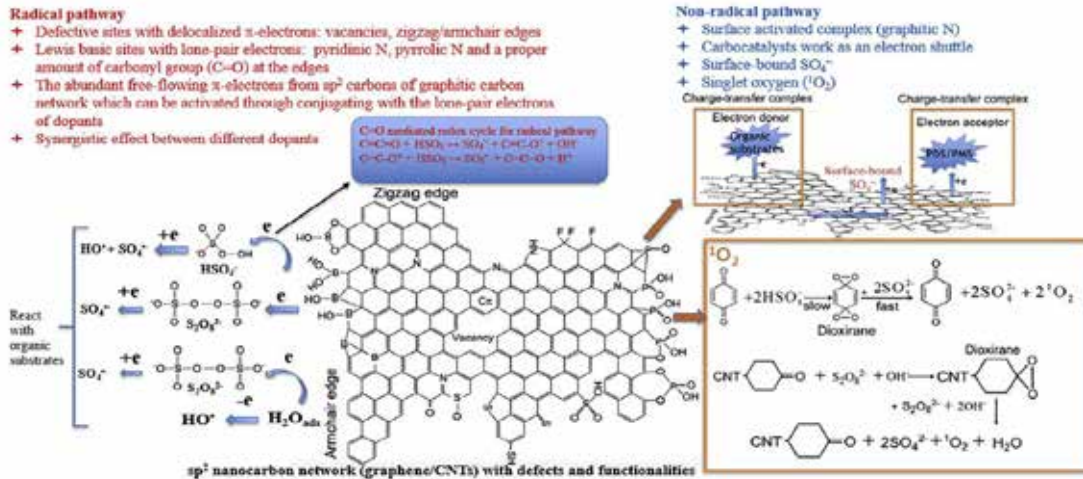 Radical pathway
+ Defective sites with delocalized π-electrons: vacancies, zigzag/armchair edges
+ Lewis basic sites with lone-pair electrons: pyridinic N, pyrrolic N and a proper
amount of carbonyl group (C=O) at the edges
+ The abundant free-flowing π-electrons from sp² carbons of graphitic carbon
network which can be activated through conjugating with the lone-pair electrons
of dopants
+ Synergistic effect between different dopants
Non-radical pathway
+ Surface activated complex (graphitic N)
+ Carbocatalysts work as an electron shuttle
+ Surface-bound SO₄•⁻
+ Singlet oxygen (¹O₂)
Charge-transfer complex
Charge-transfer complex
Electron donor
Organic
substrates
-e
Electron acceptor
PDS/PMS
+e
Surface-bound
SO₄•⁻
C=O mediated redox cycle for radical pathway
Zigzag edge
Armchair edge
Vacancy
React
with
organic
substrates
HO• + SO₄•⁻
+e
e
HSO₅⁻
SO₄•⁻
+e
e
S₂O₈²⁻
SO₄•⁻
+e
e
S₂O₈²⁻
HO•
-e
H₂Oads
¹O₂
+2HSO₅⁻
slow
+ 2SO₅²⁻
fast
+2SO₄²⁻ + 2¹O₂
Dioxirane
Dioxirane
CNT
O + S₂O₈²⁻ + OH⁻
CNT
+ S₂O₈²⁻ + 2OH⁻
CNT
O + 2SO₄²⁻ + ¹O₂ + H₂O
sp² nanocarbon network (graphene/CNTs) with defects and functionalities